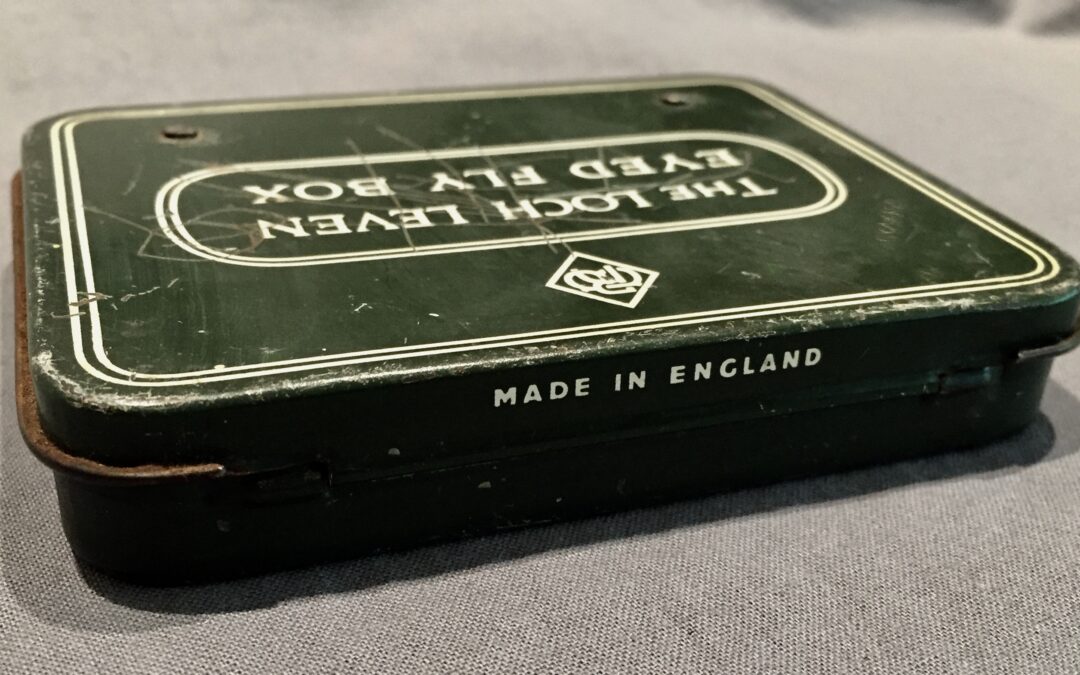 THE LOCH LEVEN
EYED FLY BOX
MADE IN ENGLAND